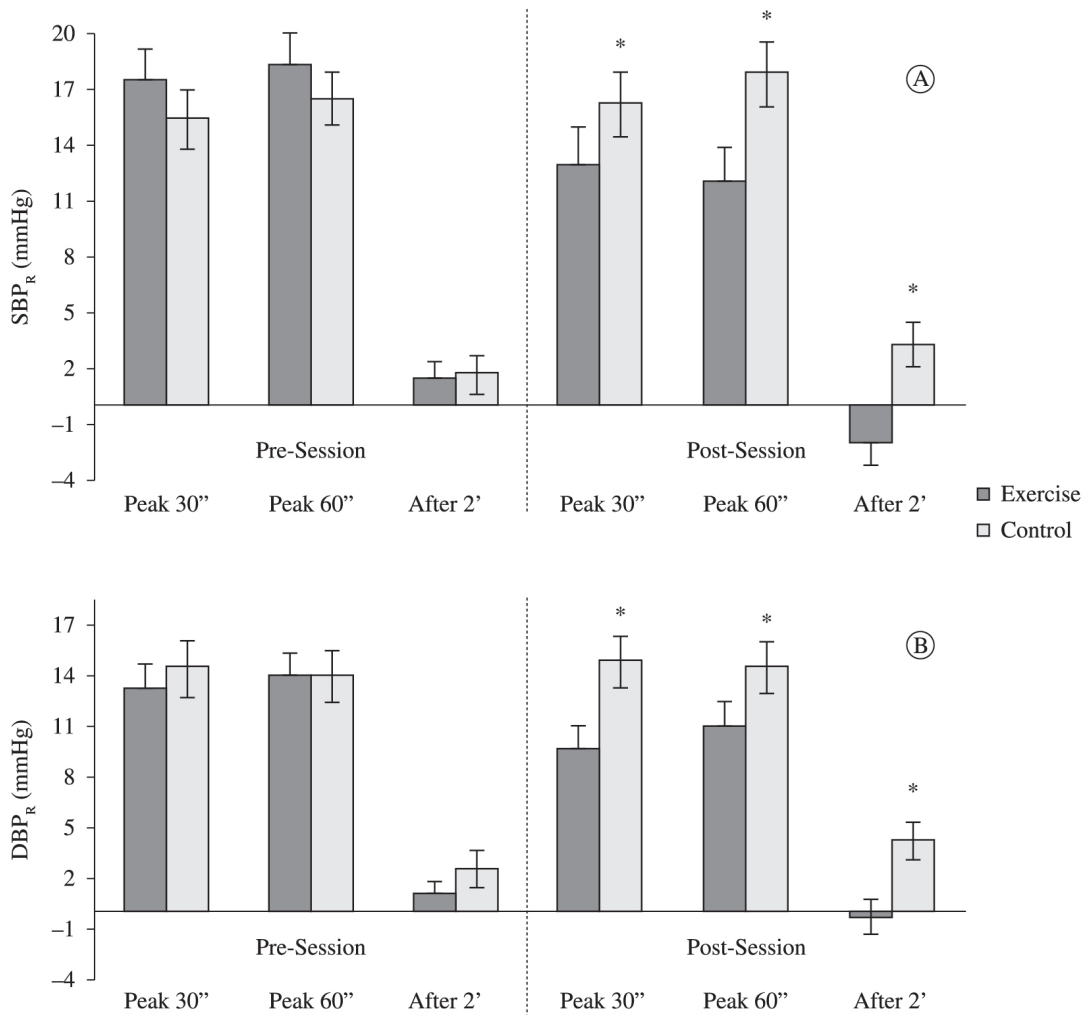 *
*
20
17
14
11
8
5
2
–1
–4
SBPR (mmHg)
A
*
Pre-Session
Post-Session
Peak 30”
Peak 60”
After 2’
Peak 30”
Peak 60”
After 2’
Exercise
Control
17
14
11
8
5
2
–1
–4
DBPR (mmHg)
*
*
B
*
Pre-Session
Post-Session
Peak 30”
Peak 60”
After 2’
Peak 30”
Peak 60”
After 2’